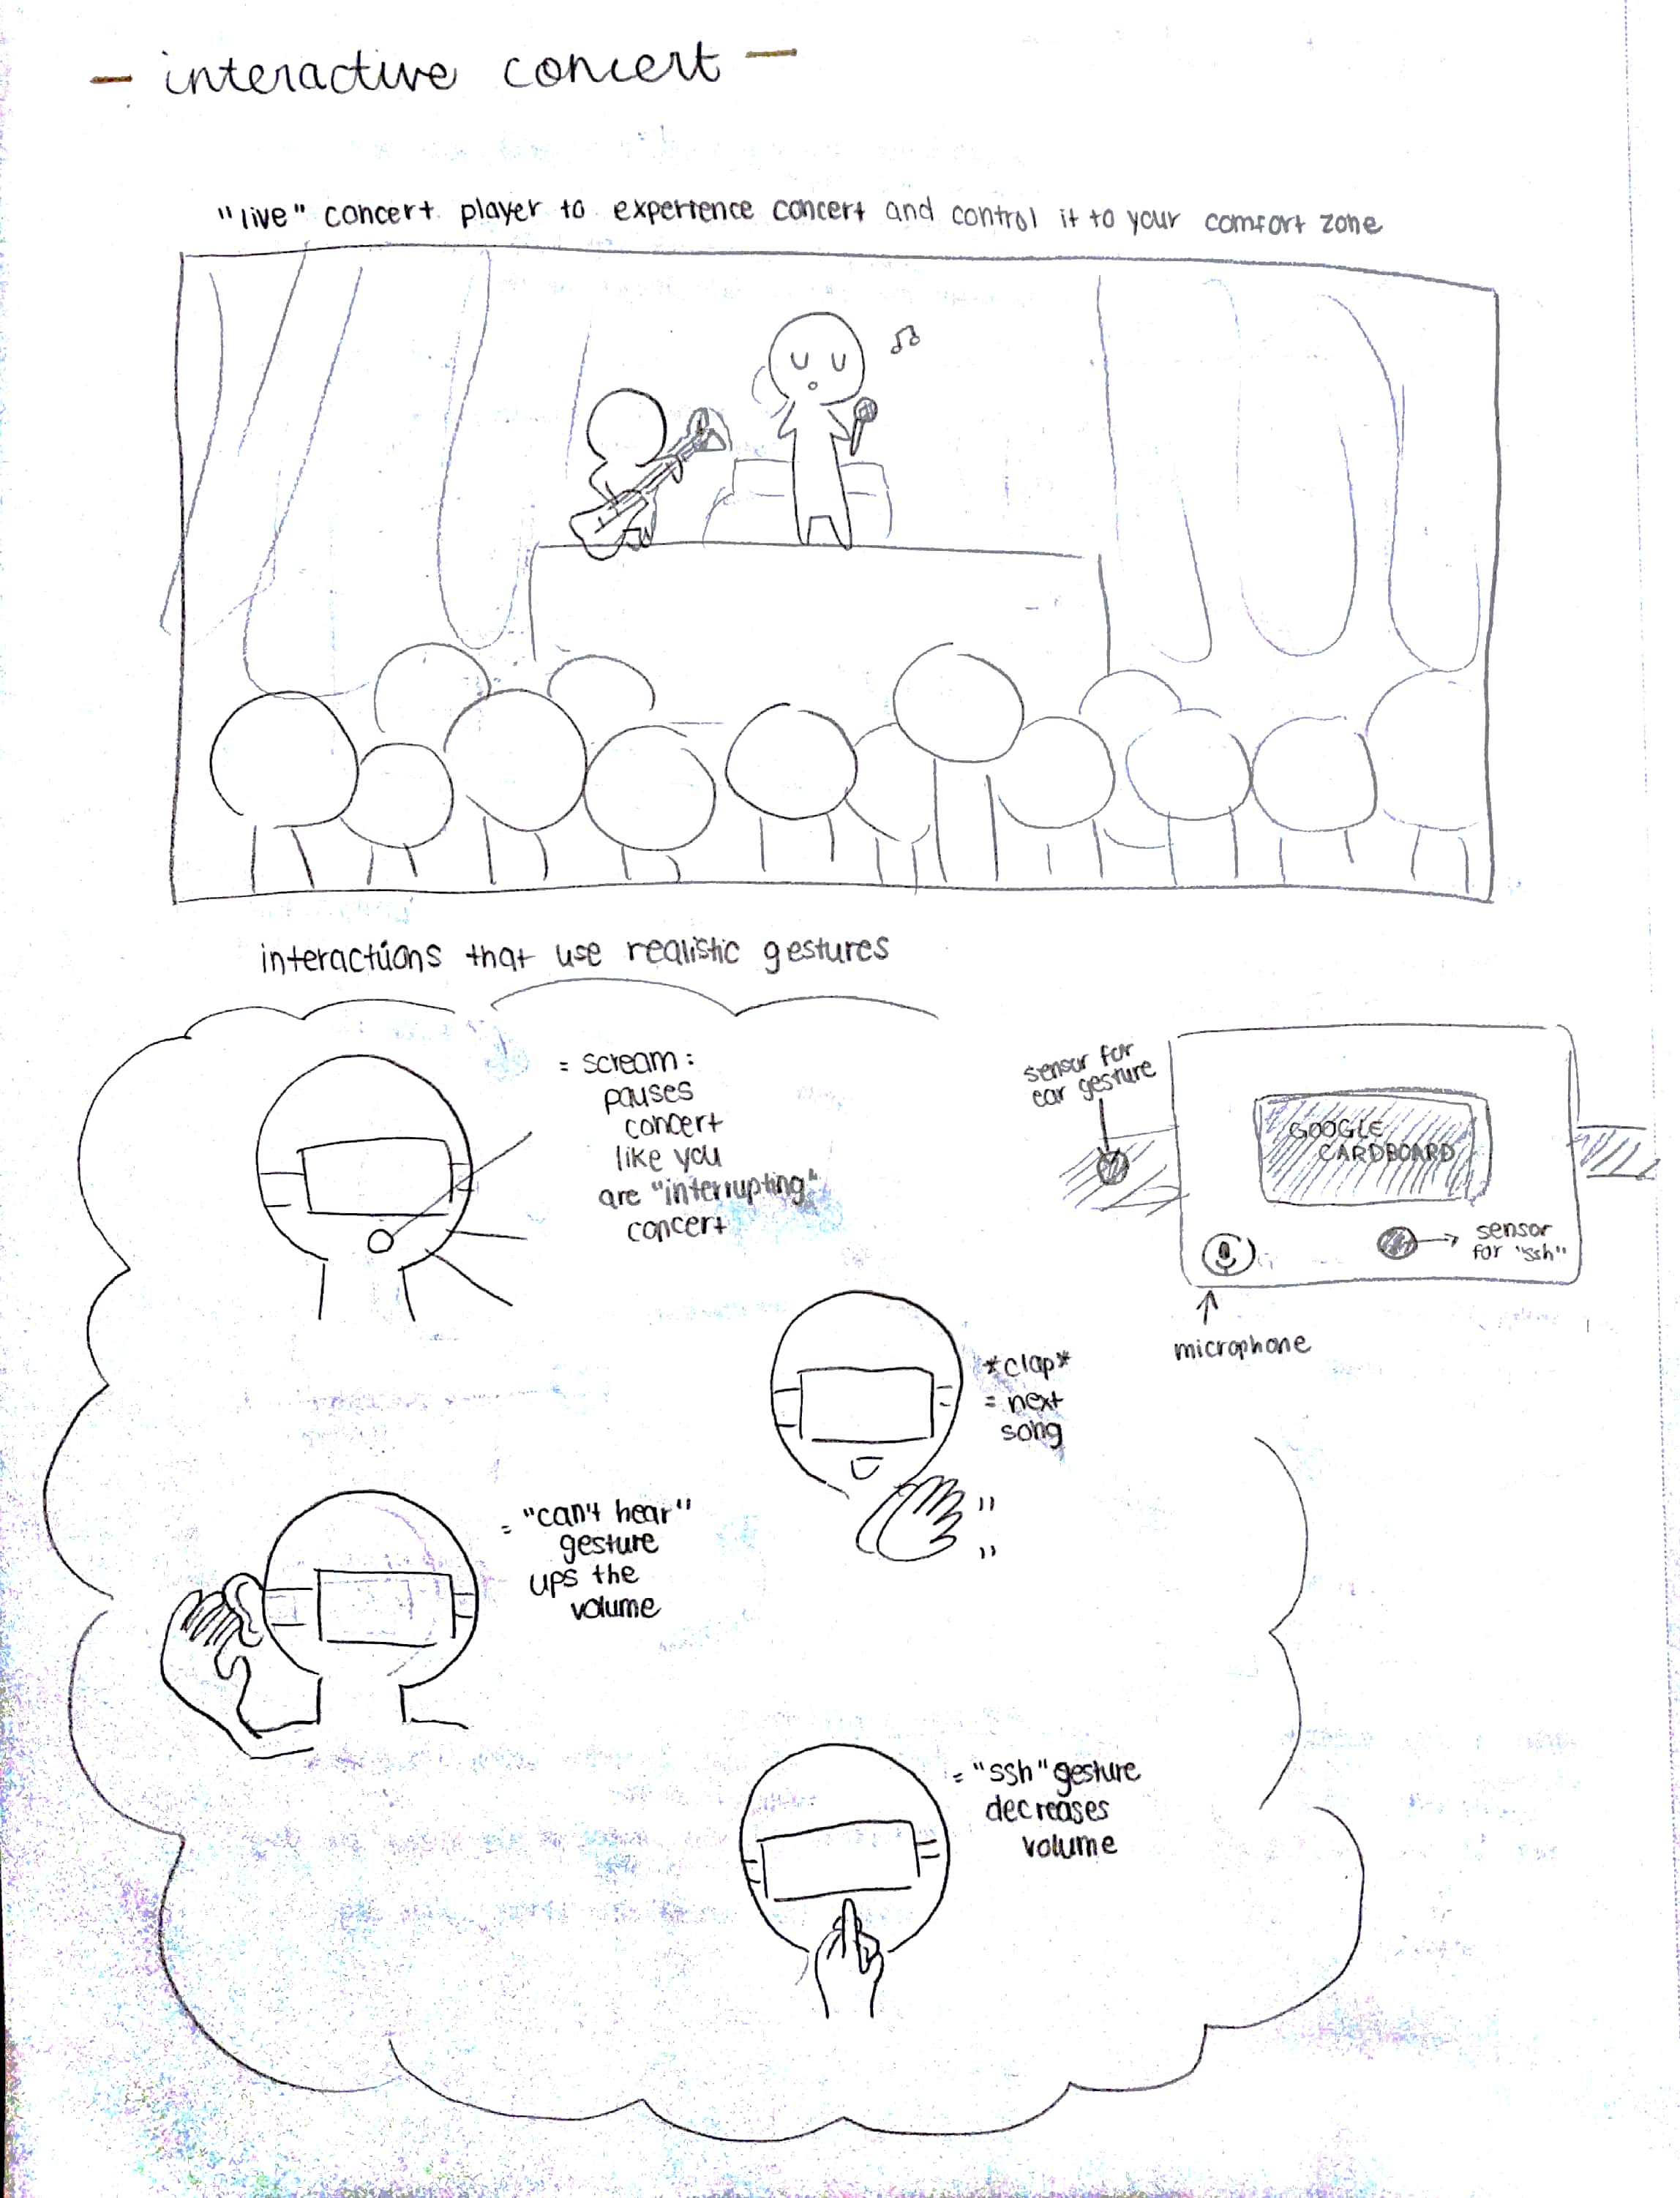 - interactive concert -
"live" concert player to experience concert and control it to your comfort zone
interactions that use realistic gestures
= scream:
pauses
concert
like you
are "interrupting"
concert
sensor for
ear gesture
GOOGLE
CARDBOARD
sensor
for "ssh"
microphone
*clap*
= next
song
= "can't hear"
gesture
ups the
volume
= "ssh" gesture
decreases
volume